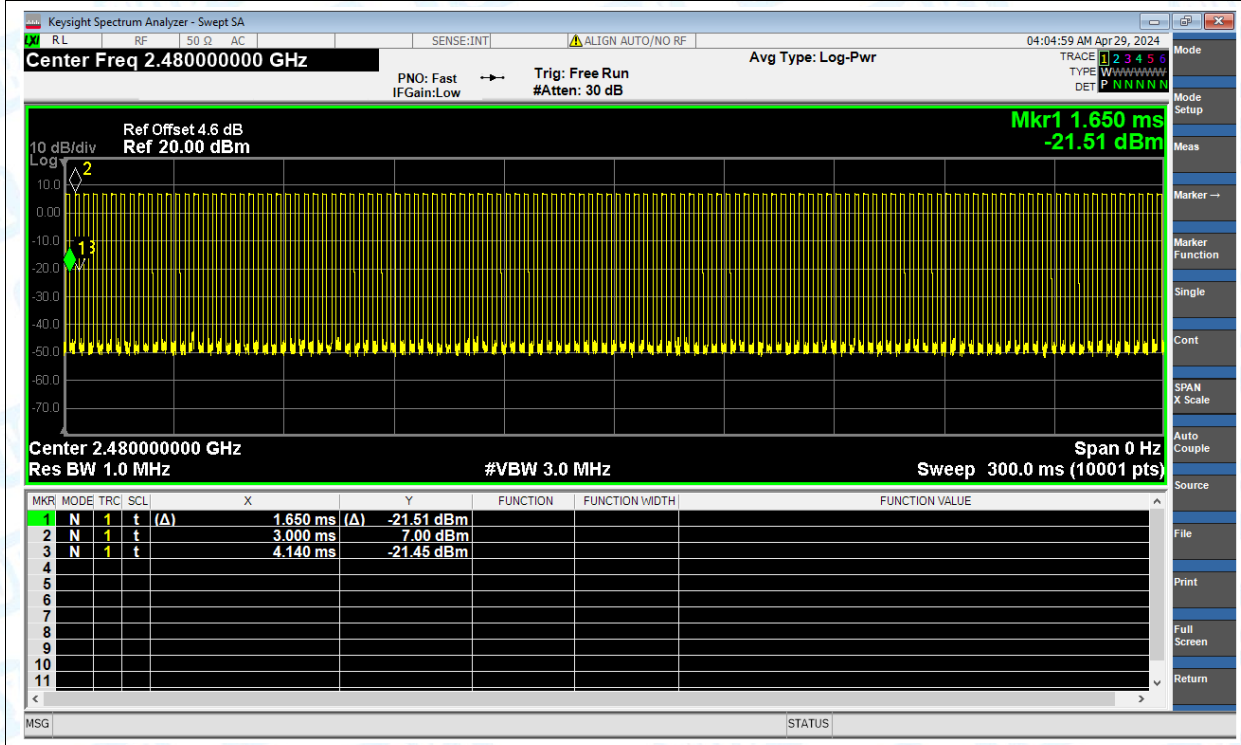 Keysight Spectrum Analyzer - Swept SA
LXI RL RF 50 Ω AC SENSE:INT ALIGN AUTO/NO RF 04:04:59 AM Apr 29, 2024
Center Freq 2.480000000 GHz
PNO: Fast
IFGain:Low
Trig: Free Run
#Atten: 30 dB
Avg Type: Log-Pwr
TRACE 1 2 3 4 5 6
TYPE WWWWWW
DET P N N N N N
Mkr1 1.650 ms
-21.51 dBm
Ref Offset 4.6 dB
10 dB/div Ref 20.00 dBm
Log
2
10.0
0.00
-10.0
1 3
-20.0
-30.0
-40.0
-50.0
-60.0
-70.0
Center 2.480000000 GHz Span 0 Hz
Res BW 1.0 MHz #VBW 3.0 MHz Sweep 300.0 ms (10001 pts)
MKR MODE TRC SCL X Y FUNCTION FUNCTION WIDTH FUNCTION VALUE
1 N 1 t (Δ) 1.650 ms (Δ) -21.51 dBm
2 N 1 t 3.000 ms 7.00 dBm
3 N 1 t 4.140 ms -21.45 dBm
4
5
6
7
8
9
10
11
MSG STATUS
Mode
Mode
Setup
Meas
Marker →
Marker
Function
Single
Cont
SPAN
X Scale
Auto
Couple
Source
File
Print
Full
Screen
Return